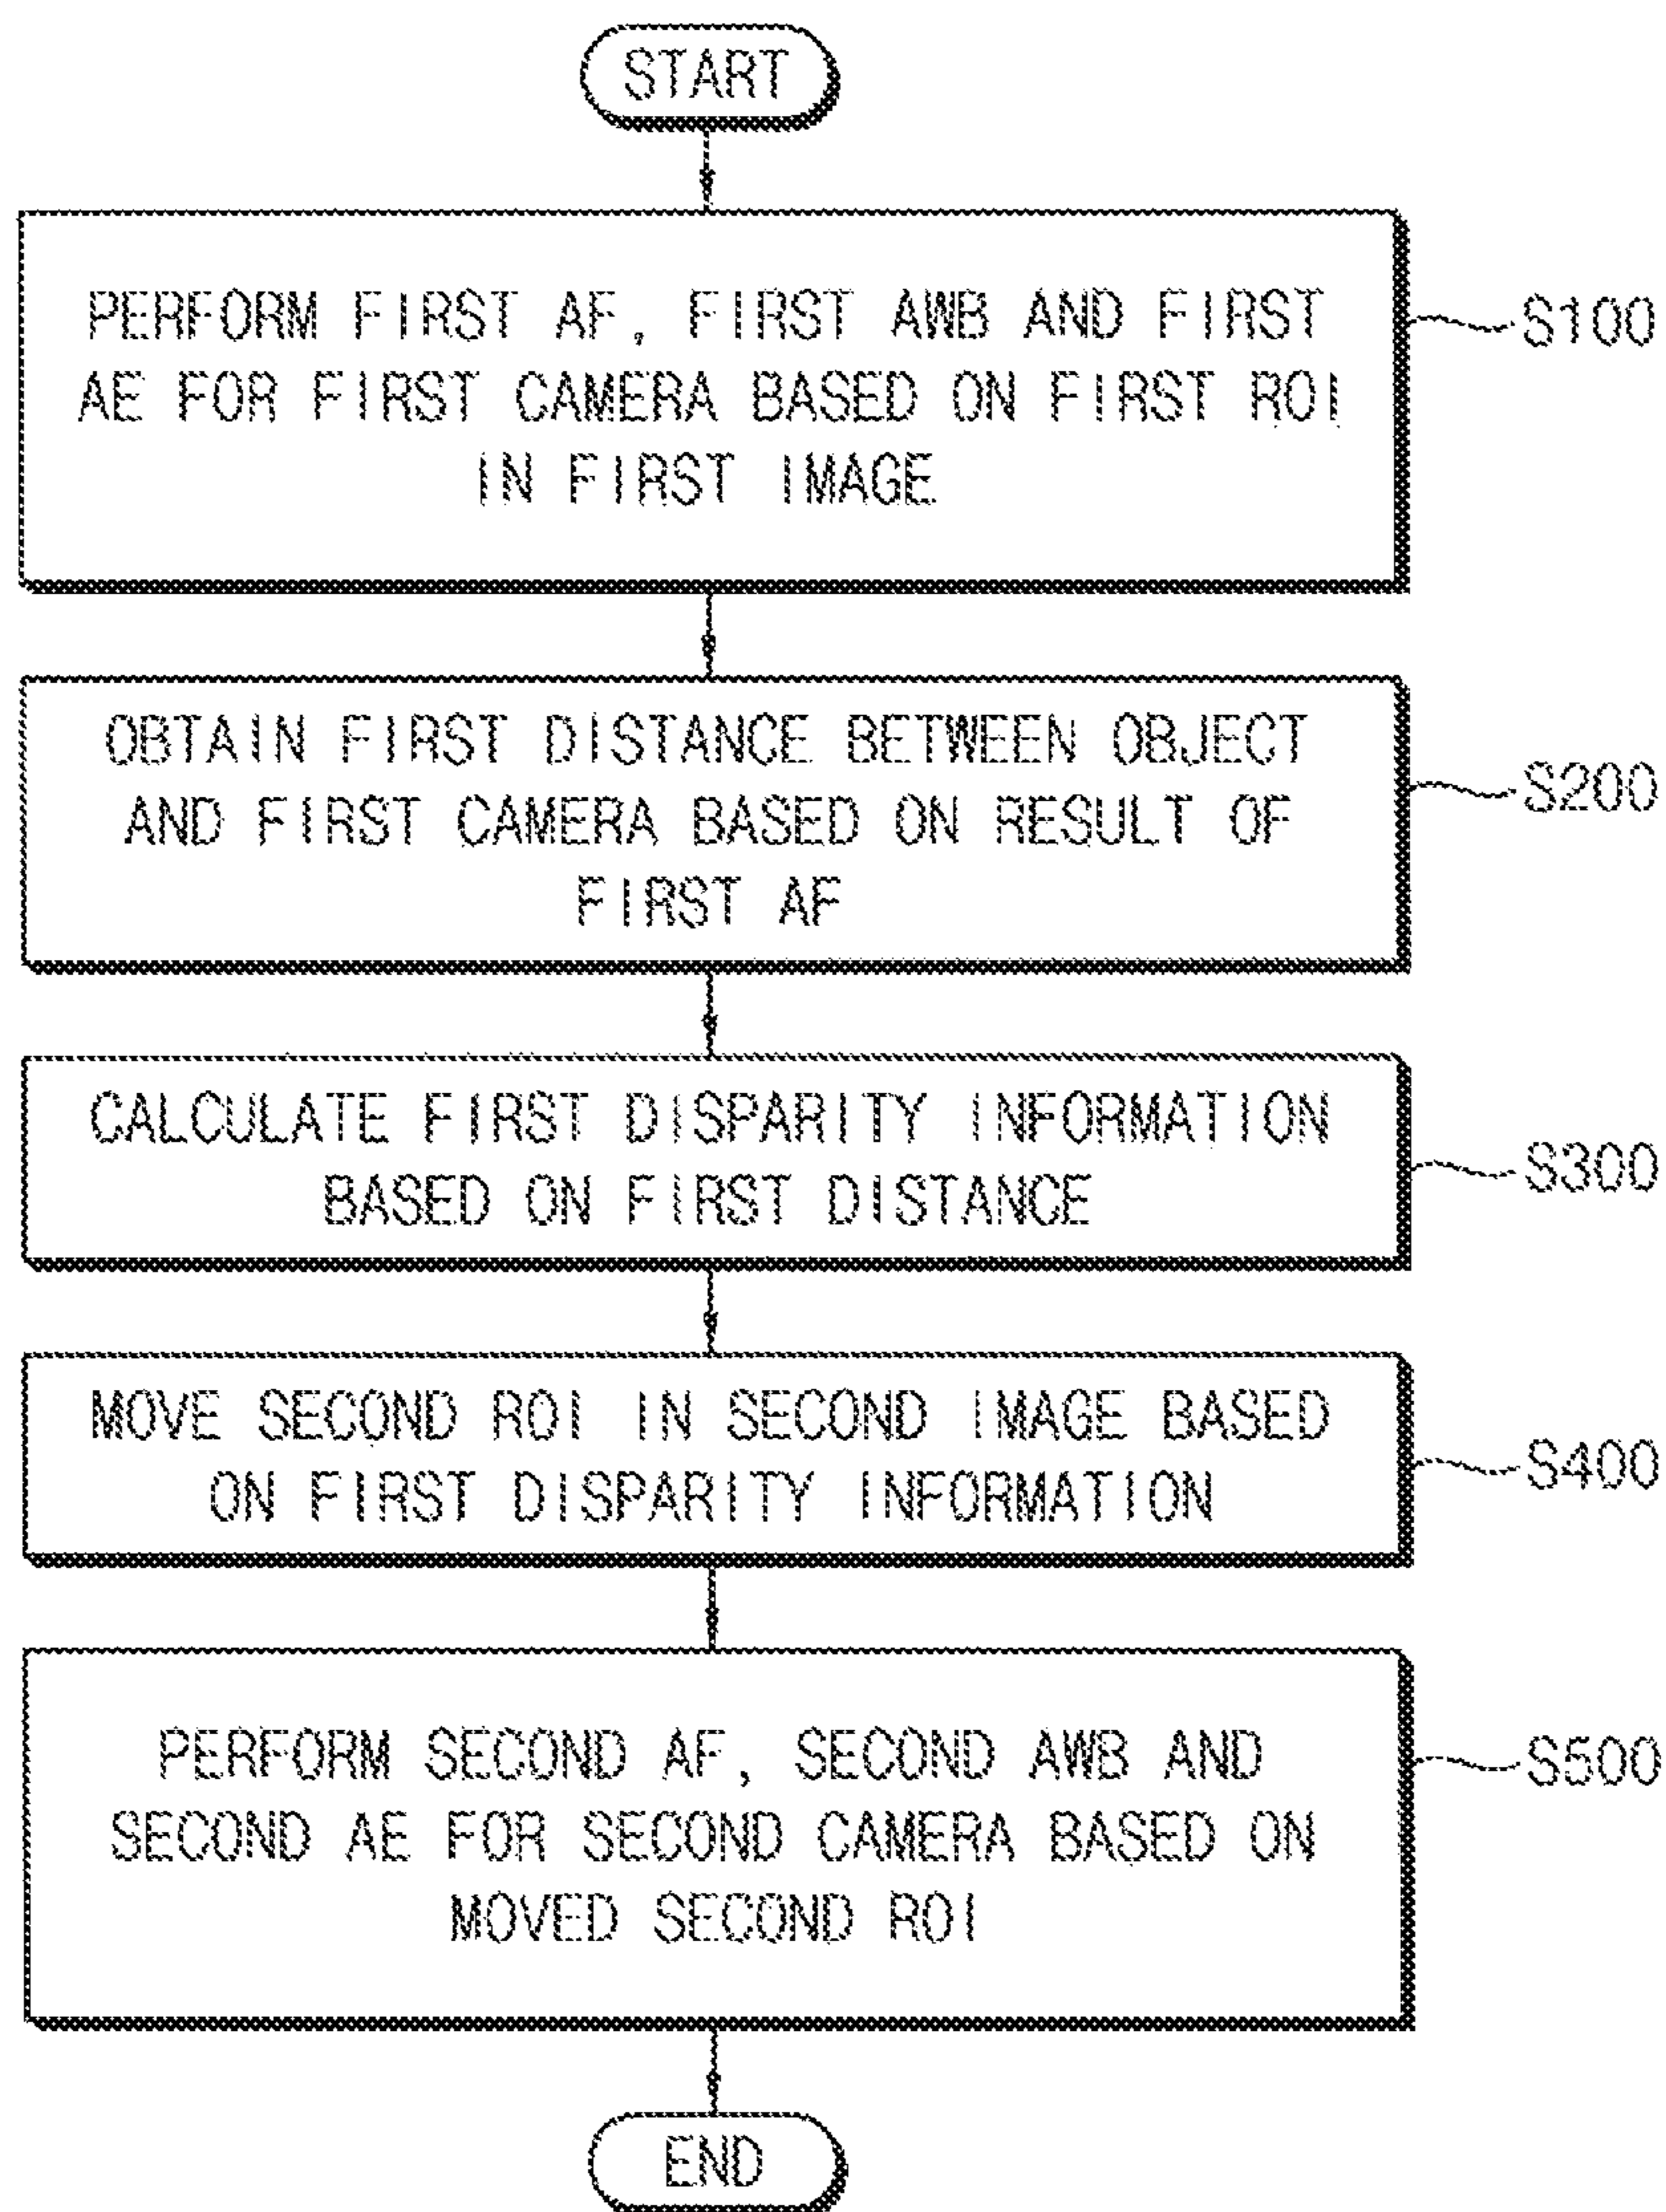 START
PERFORM FIRST AF, FIRST AWB AND FIRST
AE FOR FIRST CAMERA BASED ON FIRST ROI
IN FIRST IMAGE
S100
OBTAIN FIRST DISTANCE BETWEEN OBJECT
AND FIRST CAMERA BASED ON RESULT OF
FIRST AF
S200
CALCULATE FIRST DISPARITY INFORMATION
BASED ON FIRST DISTANCE
S300
MOVE SECOND ROI IN SECOND IMAGE BASED
ON FIRST DISPARITY INFORMATION
S400
PERFORM SECOND AF, SECOND AWB AND
SECOND AE FOR SECOND CAMERA BASED ON
MOVED SECOND ROI
S500
END